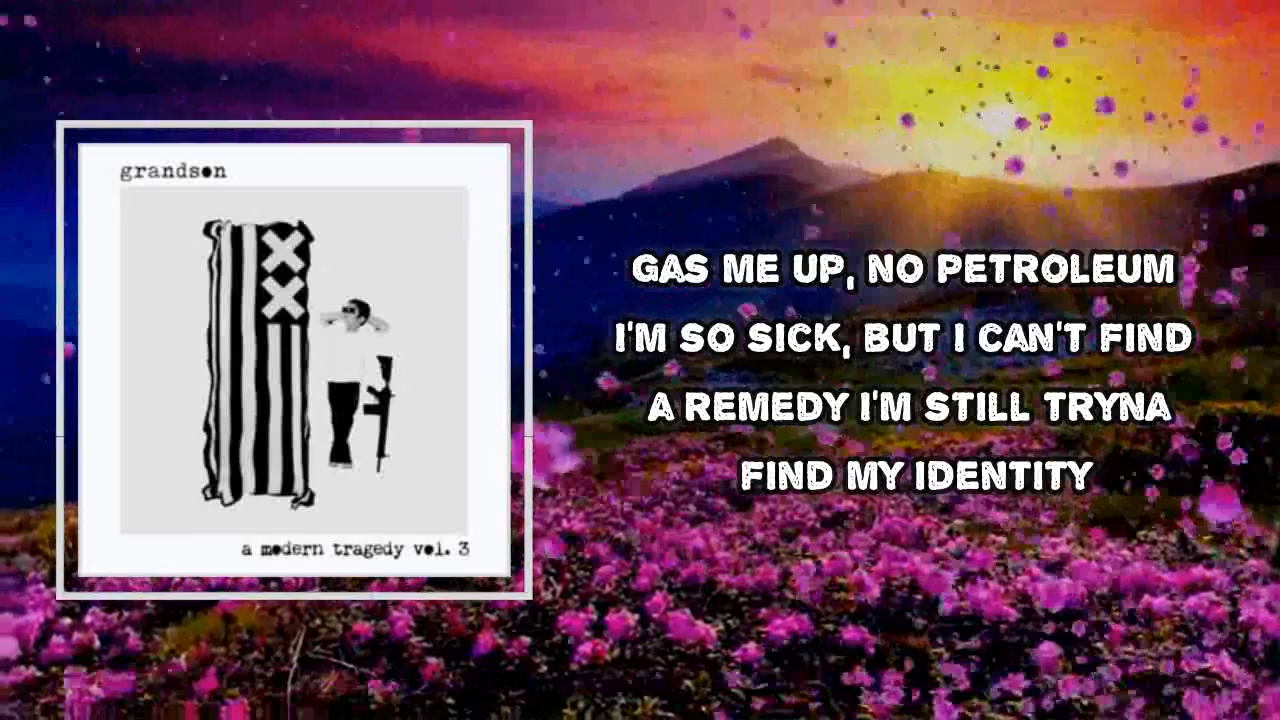 grandson
a modern tragedy vol. 3
GAS ME UP, NO PETROLEUM
I'M SO SICK, BUT I CAN'T FIND
A REMEDY I'M STILL TRYNA
FIND MY IDENTITY